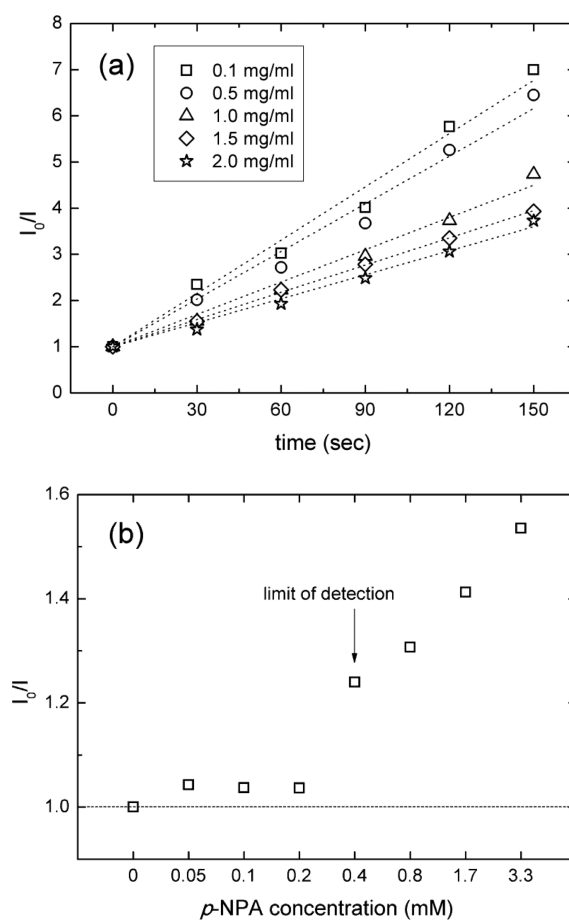 (a)
0.1 mg/ml
0.5 mg/ml
1.0 mg/ml
1.5 mg/ml
2.0 mg/ml
8
7
6
5
4
3
2
1
0
I₀/I
0 30 60 90 120 150
time (sec)
(b)
limit of detection
1.6
1.4
1.2
1.0
I₀/I
0 0.05 0.1 0.2 0.4 0.8 1.7 3.3
p-NPA concentration (mM)